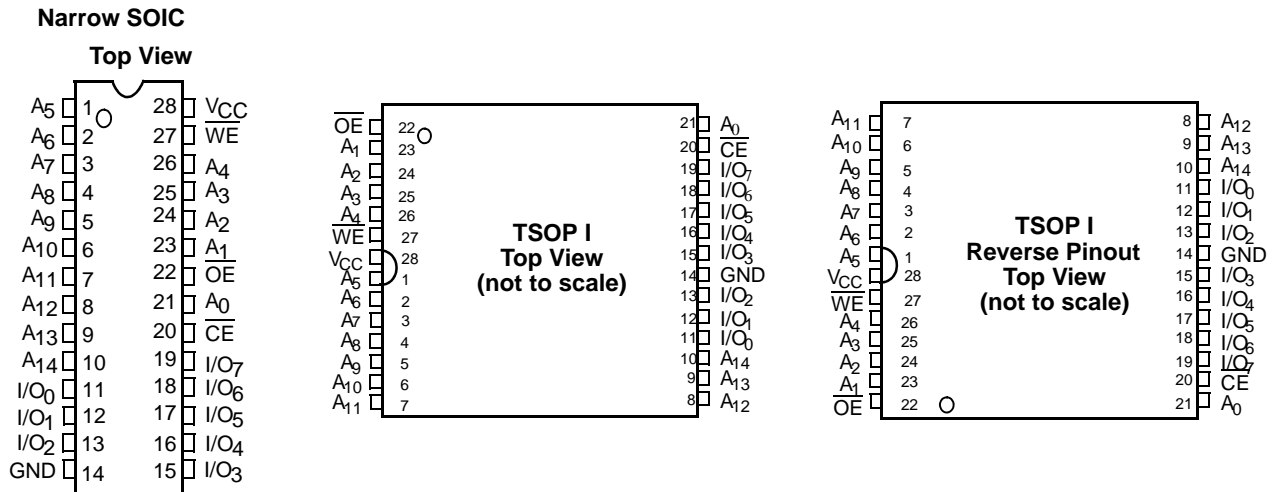 Narrow SOIC
Top View
A5 1 28 VCC
A6 2 27 WE
A7 3 26 A4
A8 4 25 A3
A9 5 24 A2
A10 6 23 A1
A11 7 22 OE
A12 8 21 A0
A13 9 20 CE
A14 10 19 I/O7
I/O0 11 18 I/O6
I/O1 12 17 I/O5
I/O2 13 16 I/O4
GND 14 15 I/O3
OE 22 21 A0
A1 23 20 CE
A2 24 19 I/O7
A3 25 18 I/O6
A4 26 17 I/O5
WE 27 16 I/O4
VCC 28 15 I/O3
A5 1 14 GND
A6 2 13 I/O2
A7 3 12 I/O1
A8 4 11 I/O0
A9 5 10 A14
A10 6 9 A13
A11 7 8 A12
TSOP I
Top View
(not to scale)
A11 7 8 A12
A10 6 9 A13
A9 5 10 A14
A8 4 11 I/O0
A7 3 12 I/O1
A6 2 13 I/O2
A5 1 14 GND
VCC 28 15 I/O3
WE 27 16 I/O4
A4 26 17 I/O5
A3 25 18 I/O6
A2 24 19 I/O7
A1 23 20 CE
OE 22 21 A0
TSOP I
Reverse Pinout
Top View
(not to scale)